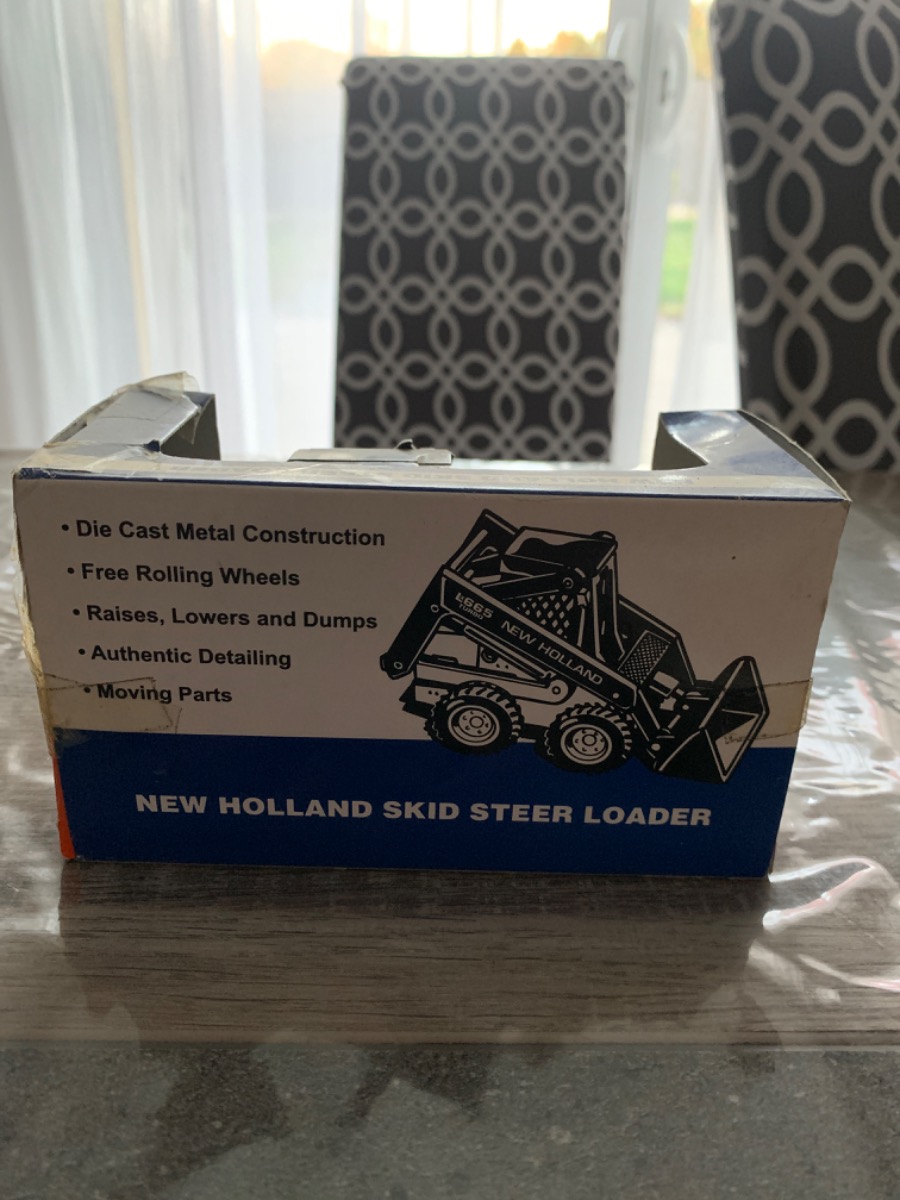 • Die Cast Metal Construction
• Free Rolling Wheels
• Raises, Lowers and Dumps
• Authentic Detailing
• Moving Parts
L-665
TURBO
NEW HOLLAND
NEW HOLLAND SKID STEER LOADER